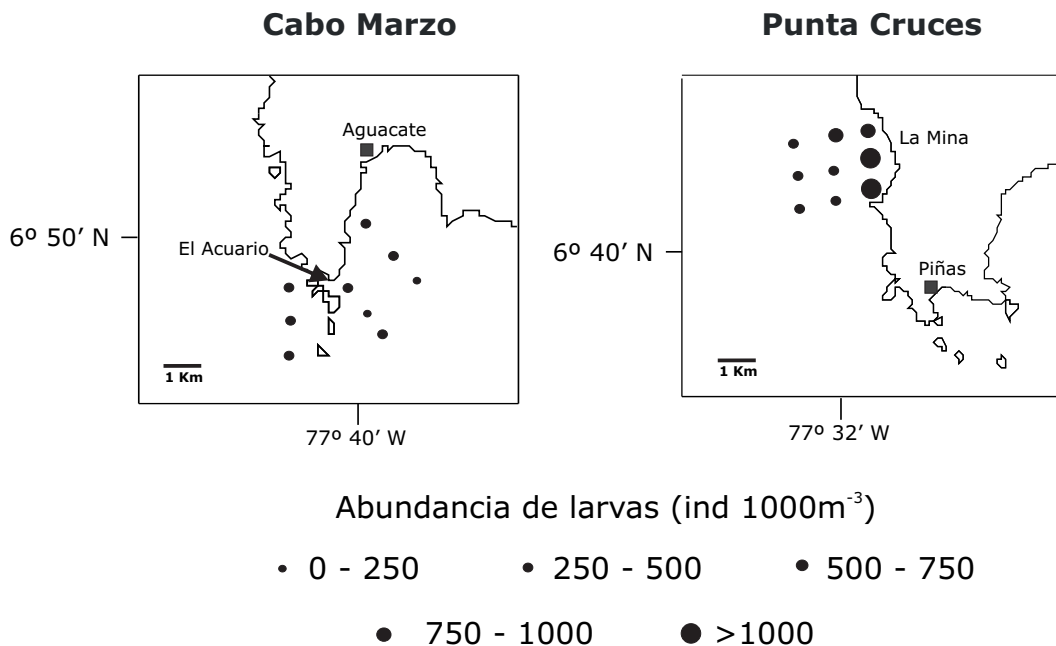 Cabo Marzo
Punta Cruces
Aguacate
La Mina
6º 50′ N
El Acuario
6º 40′ N
Piñas
1 Km
1 Km
77º 40′ W
77º 32′ W
Abundancia de larvas (ind 1000m-3)
0 - 250
250 - 500
500 - 750
750 - 1000
>1000